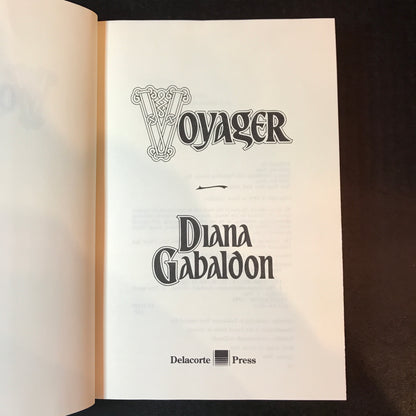 Voyager
Diana
Gabaldon
Delacorte Press